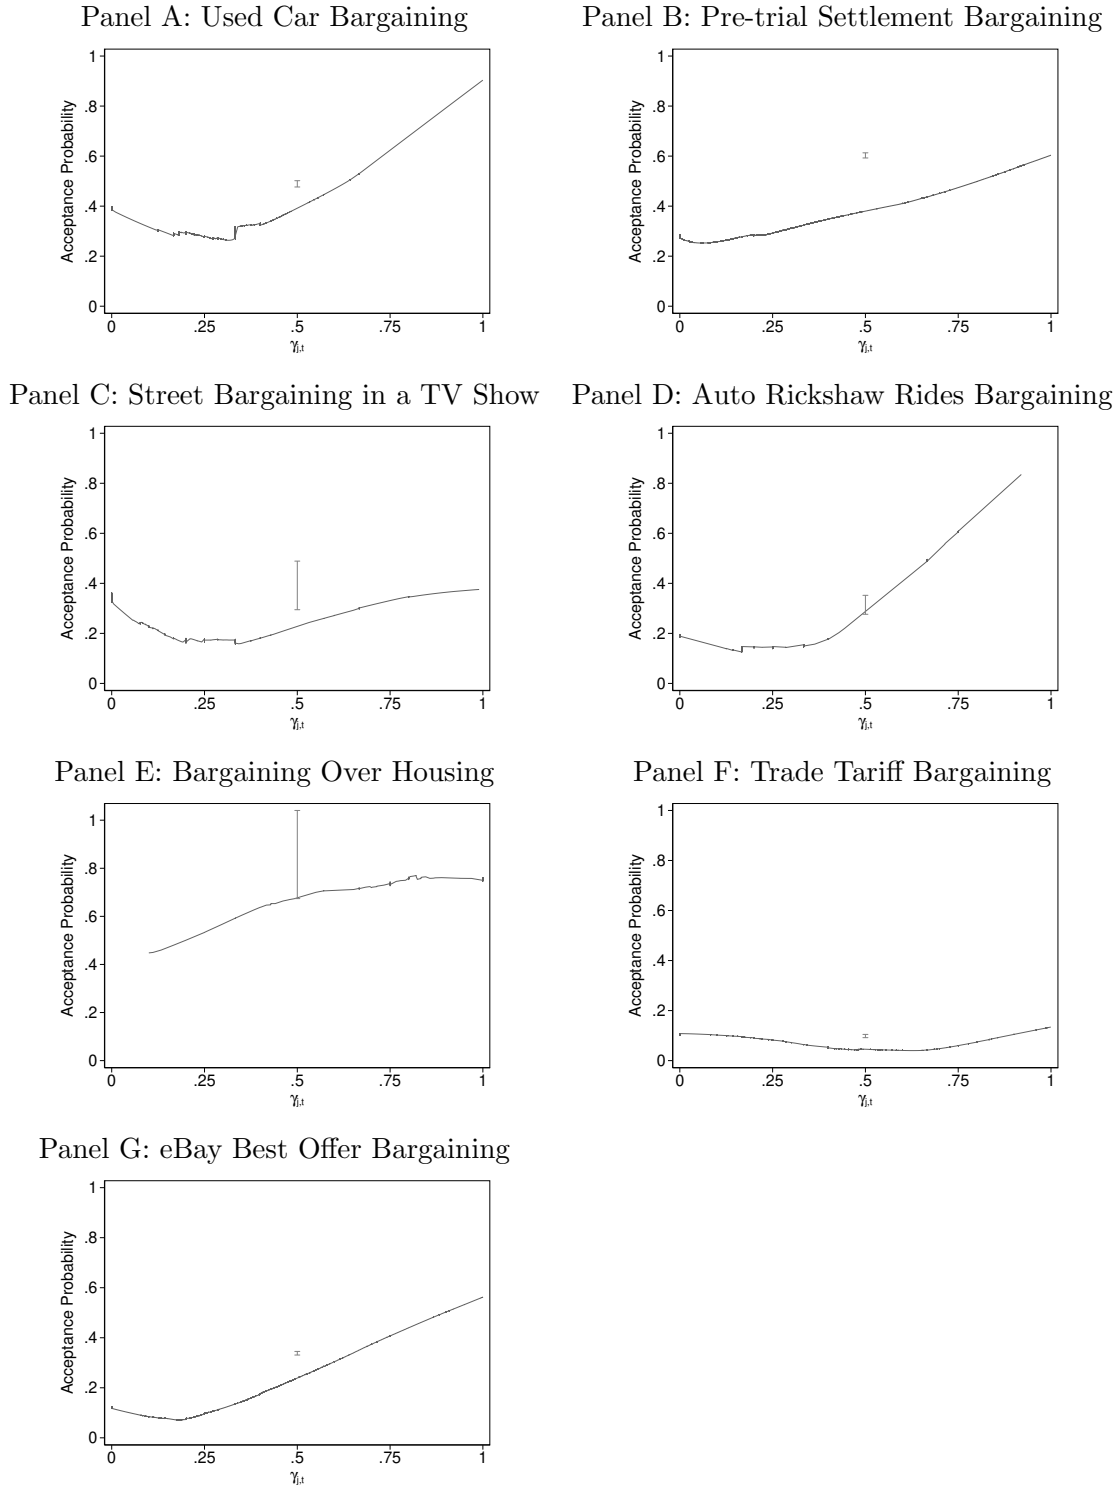 Panel A: Used Car Bargaining
Acceptance Probability
1
.8
.6
.4
.2
0
0 .25 .5 .75 1
γj,t
Panel B: Pre-trial Settlement Bargaining
Acceptance Probability
1
.8
.6
.4
.2
0
0 .25 .5 .75 1
γj,t
Panel C: Street Bargaining in a TV Show
Acceptance Probability
1
.8
.6
.4
.2
0
0 .25 .5 .75 1
γj,t
Panel D: Auto Rickshaw Rides Bargaining
Acceptance Probability
1
.8
.6
.4
.2
0
0 .25 .5 .75 1
γj,t
Panel E: Bargaining Over Housing
Acceptance Probability
1
.8
.6
.4
.2
0
0 .25 .5 .75 1
γj,t
Panel F: Trade Tariff Bargaining
Acceptance Probability
1
.8
.6
.4
.2
0
0 .25 .5 .75 1
γj,t
Panel G: eBay Best Offer Bargaining
Acceptance Probability
1
.8
.6
.4
.2
0
0 .25 .5 .75 1
γj,t